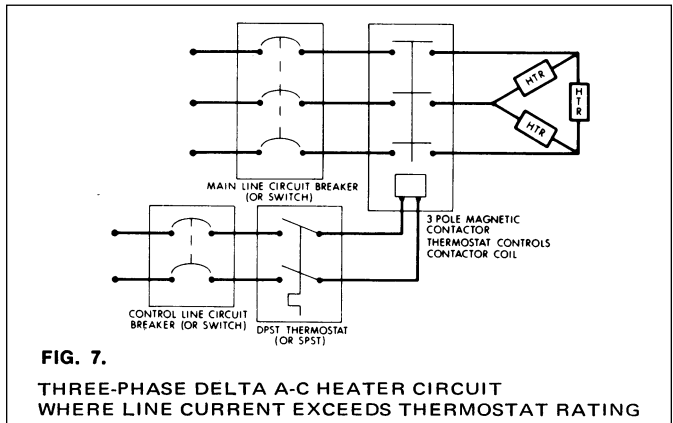 HTR
HTR
HTR
MAIN LINE CIRCUIT BREAKER
(OR SWITCH)
3 POLE MAGNETIC
CONTACTOR
THERMOSTAT CONTROLS
CONTACTOR COIL
CONTROL LINE CIRCUIT
BREAKER (OR SWITCH)
DPST THERMOSTAT
(OR SPST)
FIG. 7.
THREE-PHASE DELTA A-C HEATER CIRCUIT
WHERE LINE CURRENT EXCEEDS THERMOSTAT RATING